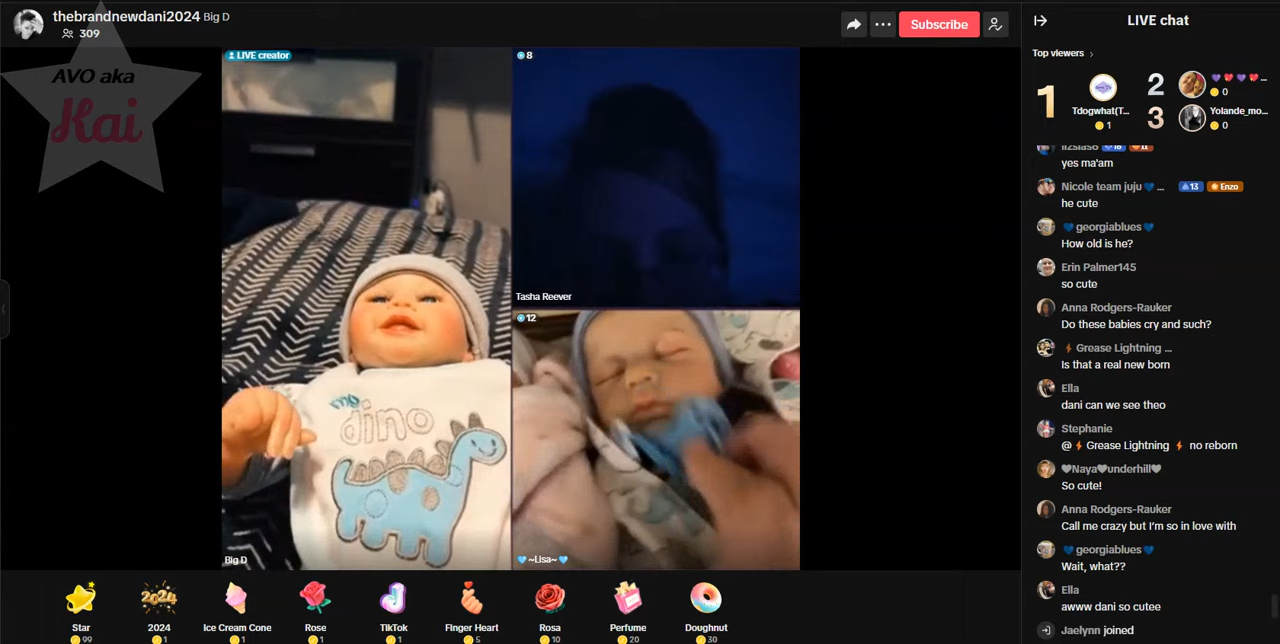 thebrandnewdani2024 Big D
309
Subscribe
AVO aka
Kai
LIVE creator
8
Tasha Reever
12
my
dino
Big D
~Lisa~
Star
99
2024
2024
1
Ice Cream Cone
1
Rose
1
TikTok
1
Finger Heart
5
Rosa
10
Perfume
20
Doughnut
30
LIVE chat
Top viewers
1
Tdogwhat(T...
1
2
...
0
3
Yolande_mo...
0
yes ma'am
Nicole team juju💙 ... 13 Enzo
he cute
💙georgiablues💙
How old is he?
Erin Palmer145
so cute
Anna Rodgers-Rauker
Do these babies cry and such?
⚡Grease Lightning ...
Is that a real new born
Ella
dani can we see theo
Stephanie
@⚡Grease Lightning ⚡ no reborn
🤍Naya🤍underhill🤍
So cute!
Anna Rodgers-Rauker
Call me crazy but I'm so in love with
💙georgiablues💙
Wait, what??
Ella
awww dani so cutee
Jaelynn joined